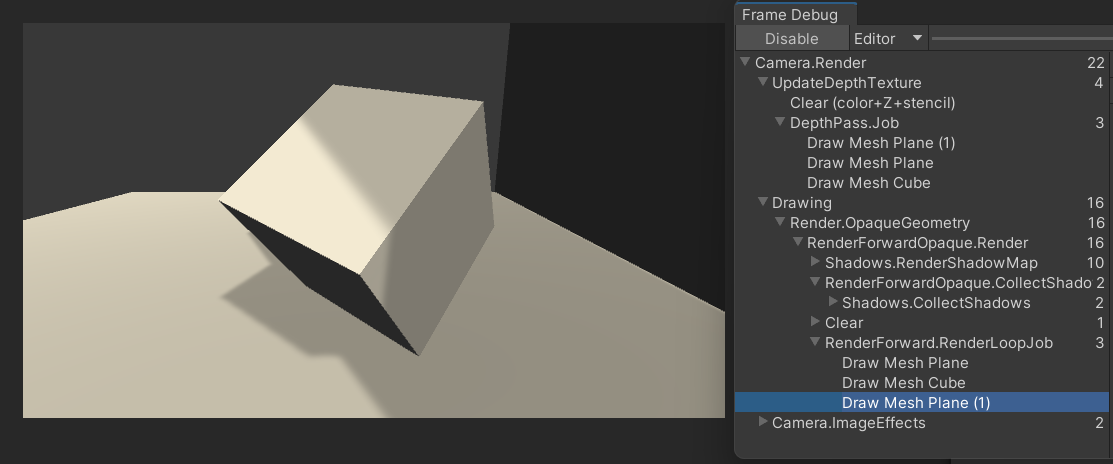 Frame Debug
Disable Editor
Camera.Render 22
UpdateDepthTexture 4
Clear (color+Z+stencil)
DepthPass.Job 3
Draw Mesh Plane (1)
Draw Mesh Plane
Draw Mesh Cube
Drawing 16
Render.OpaqueGeometry 16
RenderForwardOpaque.Render 16
Shadows.RenderShadowMap 10
RenderForwardOpaque.CollectShado 2
Shadows.CollectShadows 2
Clear 1
RenderForward.RenderLoopJob 3
Draw Mesh Plane
Draw Mesh Cube
Draw Mesh Plane (1)
Camera.ImageEffects 2